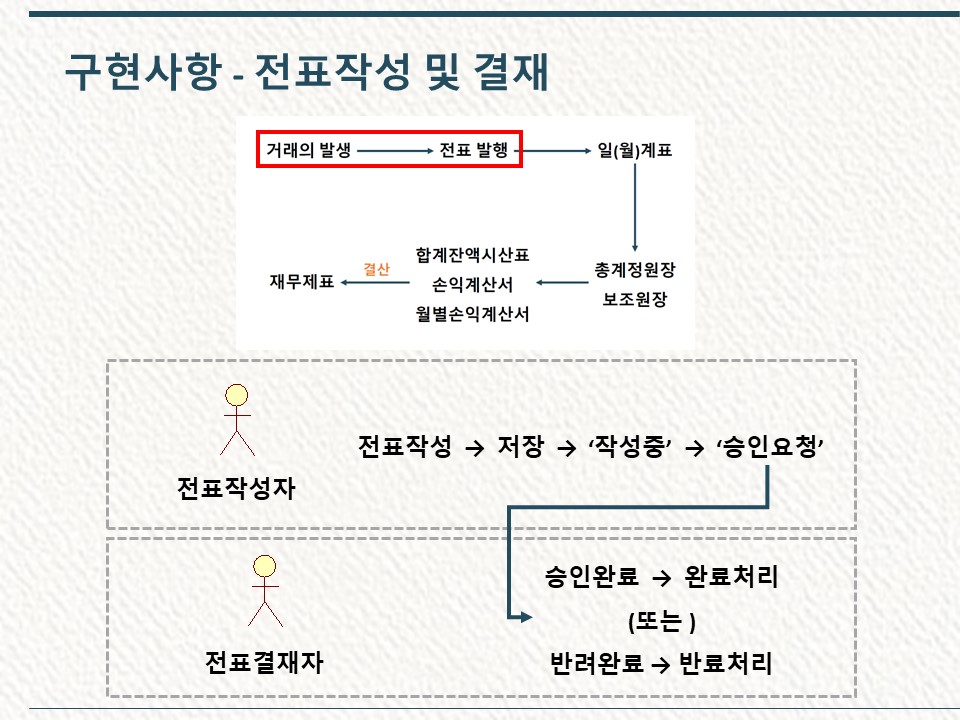 구현사항 - 전표작성 및 결재
거래의 발생 전표 발행 일(월)계표
합계잔액시산표
손익계산서
월별손익계산서
결산
재무제표
총계정원장
보조원장
전표작성 → 저장 → ‘작성중’ → ‘승인요청’
전표작성자
승인완료 → 완료처리
(또는 )
반려완료 → 반료처리
전표결재자